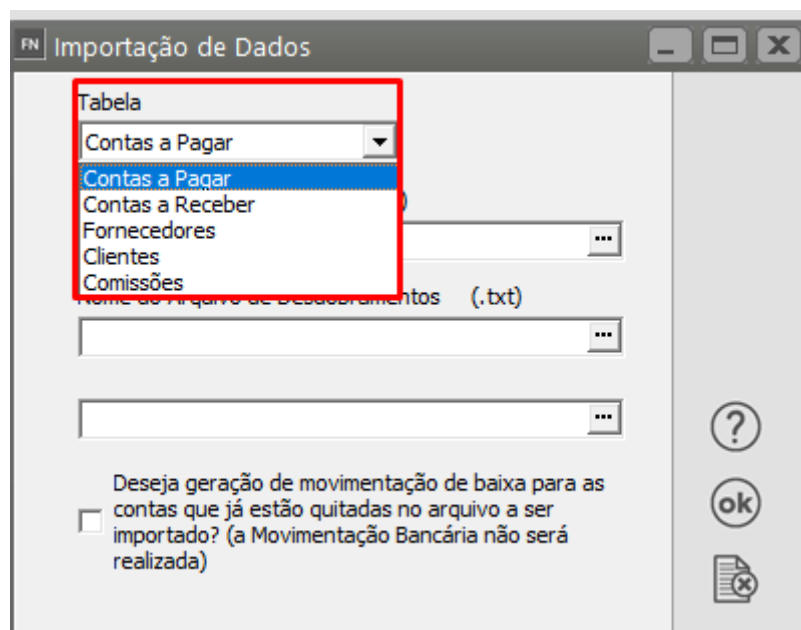 FN Importação de Dados
Tabela
Contas a Pagar
Contas a Pagar
Contas a Receber
Fornecedores
Clientes
Comissões
)
...
(.txt)
...
...
Deseja geração de movimentação de baixa para as
contas que já estão quitadas no arquivo a ser
importado? (a Movimentação Bancária não será
realizada)
?
ok